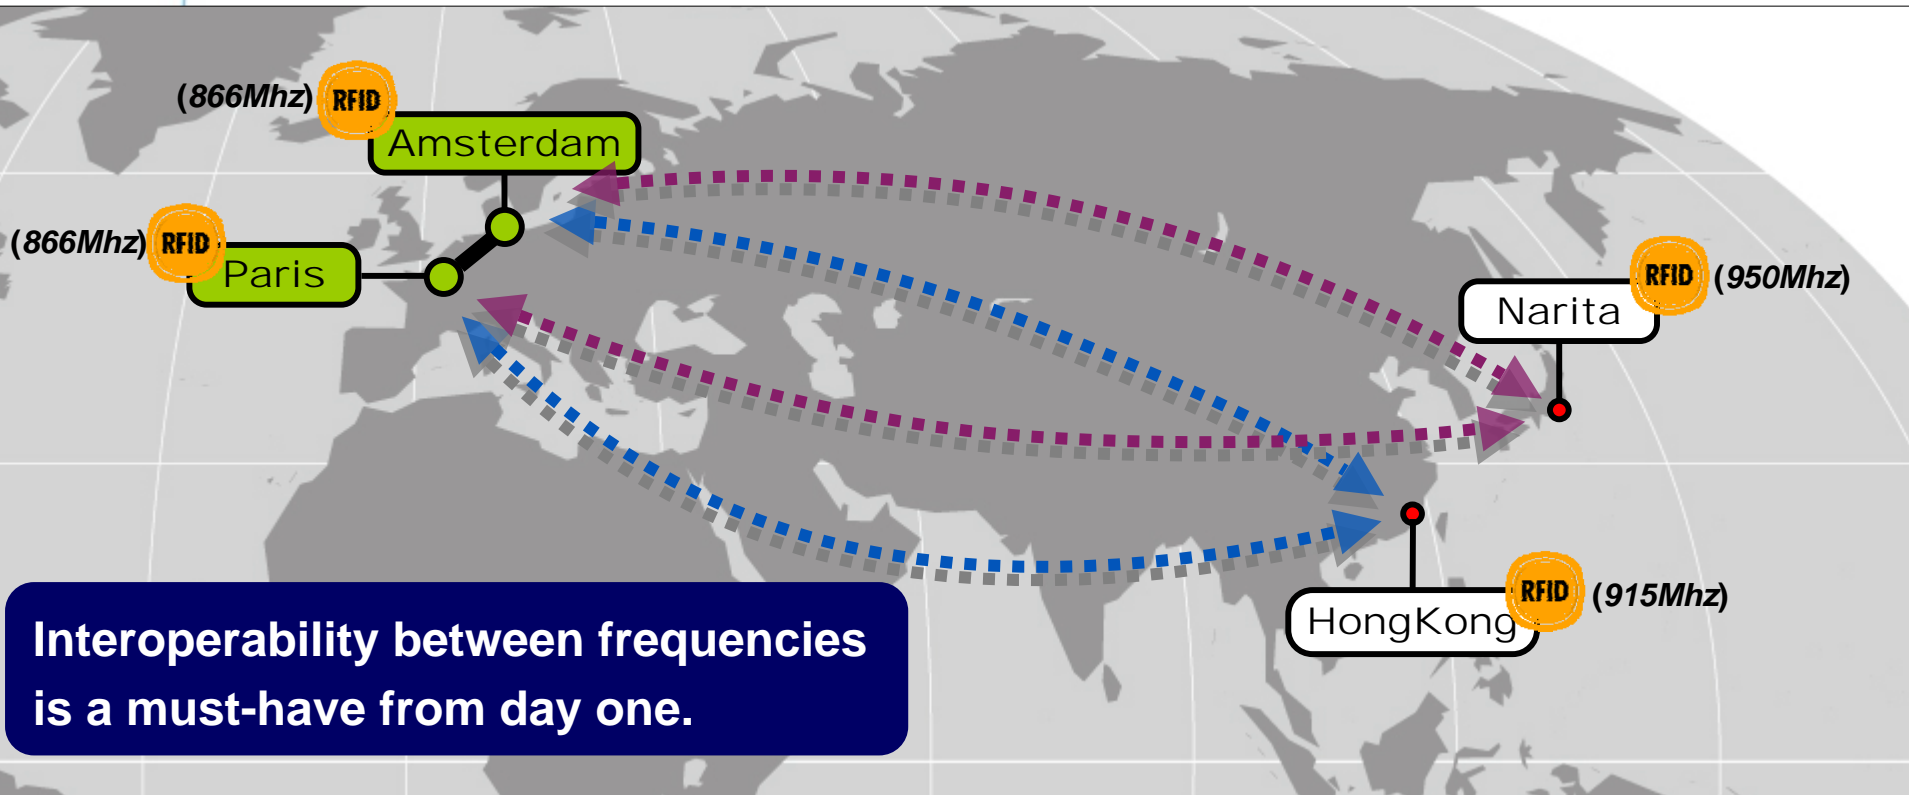 (866Mhz) RFID
Amsterdam
(866Mhz) RFID
Paris
RFID (950Mhz)
Narita
RFID (915Mhz)
HongKong
Interoperability between frequencies
is a must-have from day one.